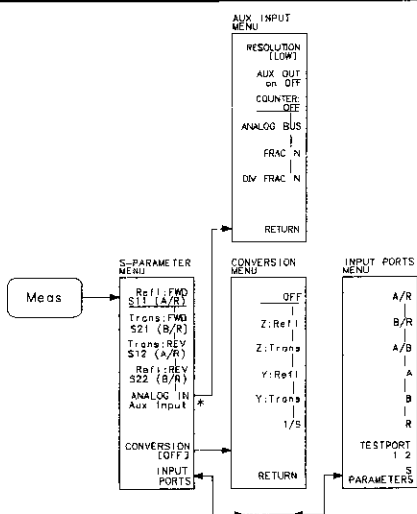 AUX INPUT
MENU
RESOLUTION
[LOW]
AUX OUT
on OFF
COUNTER:
OFF
ANALOG BUS
FRAC N
DIV FRAC N
RETURN
Meas
S-PARAMETER
MENU
Refl:FWD
S11 (A/R)
Trans:FWD
S21 (B/R)
Trans:REV
S12 (A/R)
Refl:REV
S22 (B/R)
ANALOG IN
Aux Input
*
CONVERSION
[OFF]
INPUT
PORTS
CONVERSION
MENU
OFF
Z:Refl
Z:Trans
Y:Refl
Y:Trans
1/S
RETURN
INPUT PORTS
MENU
A/R
B/R
A/B
A
B
R
TESTPORT
1 2
S
PARAMETERS